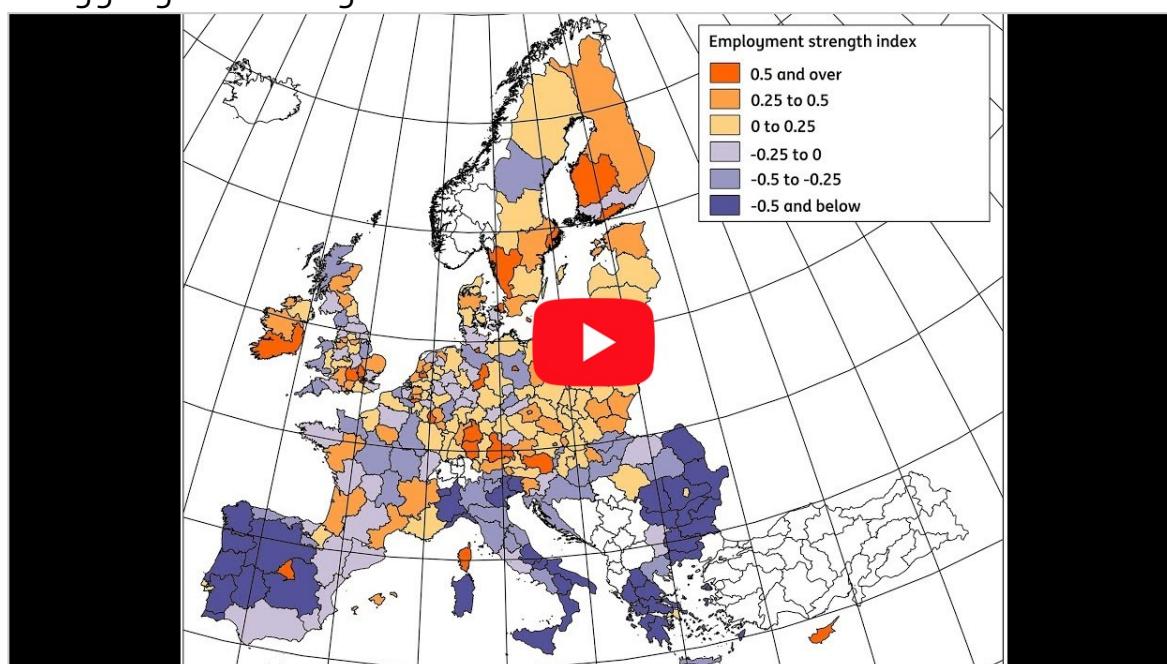 Employment strength index
0.5 and over
0.25 to 0.5
0 to 0.25
-0.25 to 0
-0.5 to -0.25
-0.5 and below